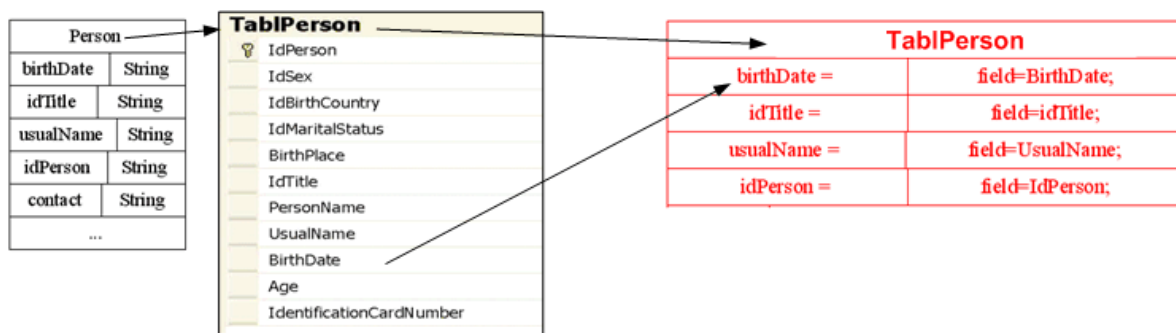 Person
birthDate String
idTitle String
usualName String
idPerson String
contact String
...
TablPerson
IdPerson
IdSex
IdBirthCountry
IdMaritalStatus
BirthPlace
IdTitle
PersonName
UsualName
BirthDate
Age
IdentificationCardNumber
TablPerson
birthDate = field=BirthDate;
idTitle = field=idTitle;
usualName = field=UsualName;
idPerson = field=IdPerson;